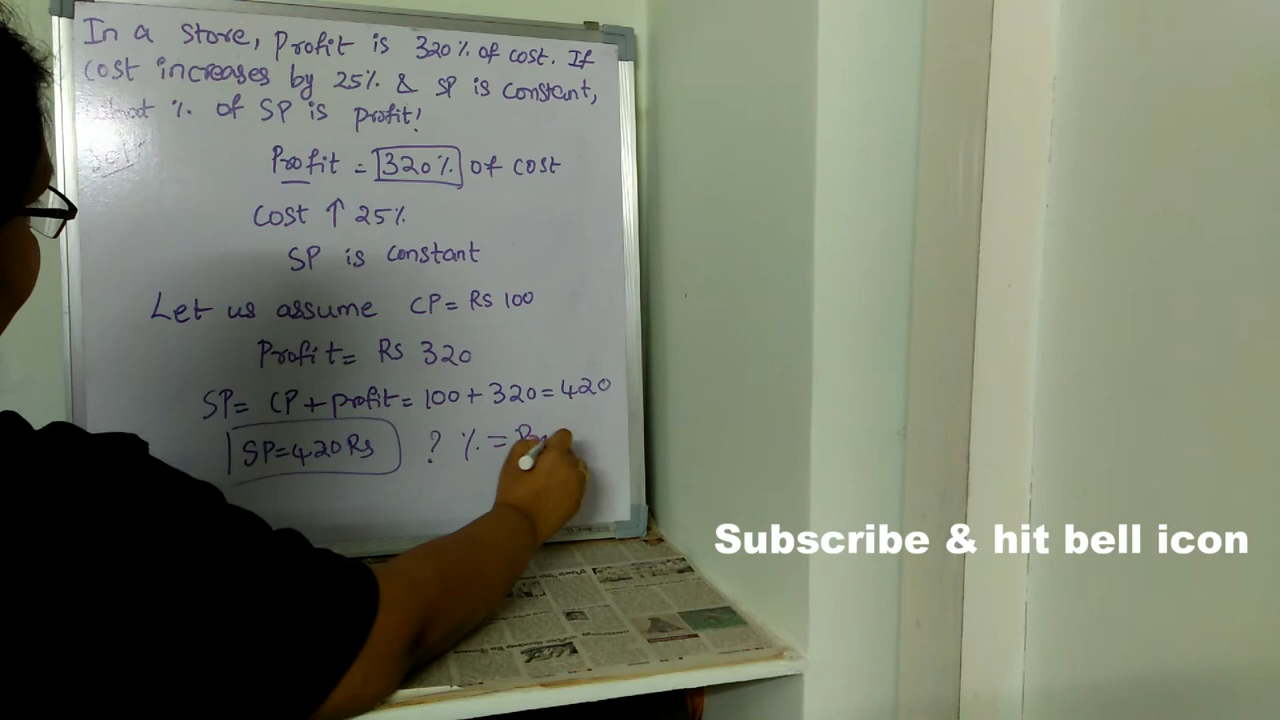 In a store, Profit is 320% of cost. If
cost increases by 25% & SP is constant,
% of SP is profit!
Profit = 320% of cost
Cost ↑ 25%
SP is constant
Let us assume CP= Rs 100
Profit= Rs 320
SP= CP+profit= 100+320=420
SP=420Rs ? % =
Subscribe & hit bell icon